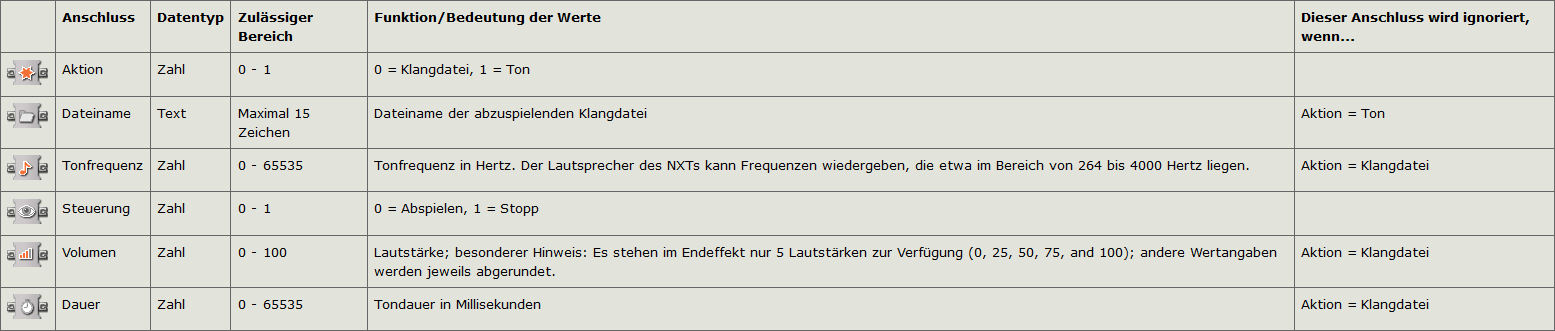 Anschluss Datentyp Zulässiger Bereich Funktion/Bedeutung der Werte Dieser Anschluss wird ignoriert, wenn...
Aktion Zahl 0 - 1 0 = Klangdatei, 1 = Ton
Dateiname Text Maximal 15 Zeichen Dateiname der abzuspielenden Klangdatei Aktion = Ton
Tonfrequenz Zahl 0 - 65535 Tonfrequenz in Hertz. Der Lautsprecher des NXTs kann Frequenzen wiedergeben, die etwa im Bereich von 264 bis 4000 Hertz liegen. Aktion = Klangdatei
Steuerung Zahl 0 - 1 0 = Abspielen, 1 = Stopp
Volumen Zahl 0 - 100 Lautstärke; besonderer Hinweis: Es stehen im Endeffekt nur 5 Lautstärken zur Verfügung (0, 25, 50, 75, and 100); andere Wertangaben werden jeweils abgerundet. Aktion = Klangdatei
Dauer Zahl 0 - 65535 Tondauer in Millisekunden Aktion = Klangdatei